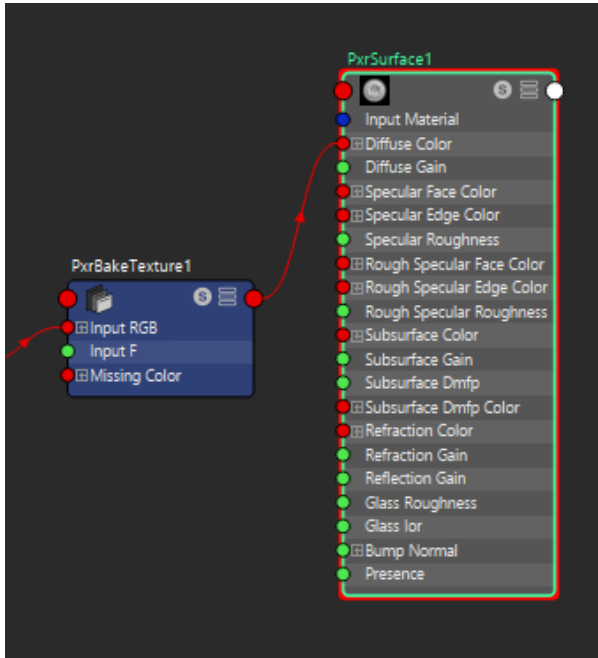 PxrSurface1
S
Input Material
Diffuse Color
Diffuse Gain
Specular Face Color
Specular Edge Color
Specular Roughness
Rough Specular Face Color
Rough Specular Edge Color
Rough Specular Roughness
Subsurface Color
Subsurface Gain
Subsurface Dmfp
Subsurface Dmfp Color
Refraction Color
Refraction Gain
Reflection Gain
Glass Roughness
Glass Ior
Bump Normal
Presence
PxrBakeTexture1
S
Input RGB
Input F
Missing Color